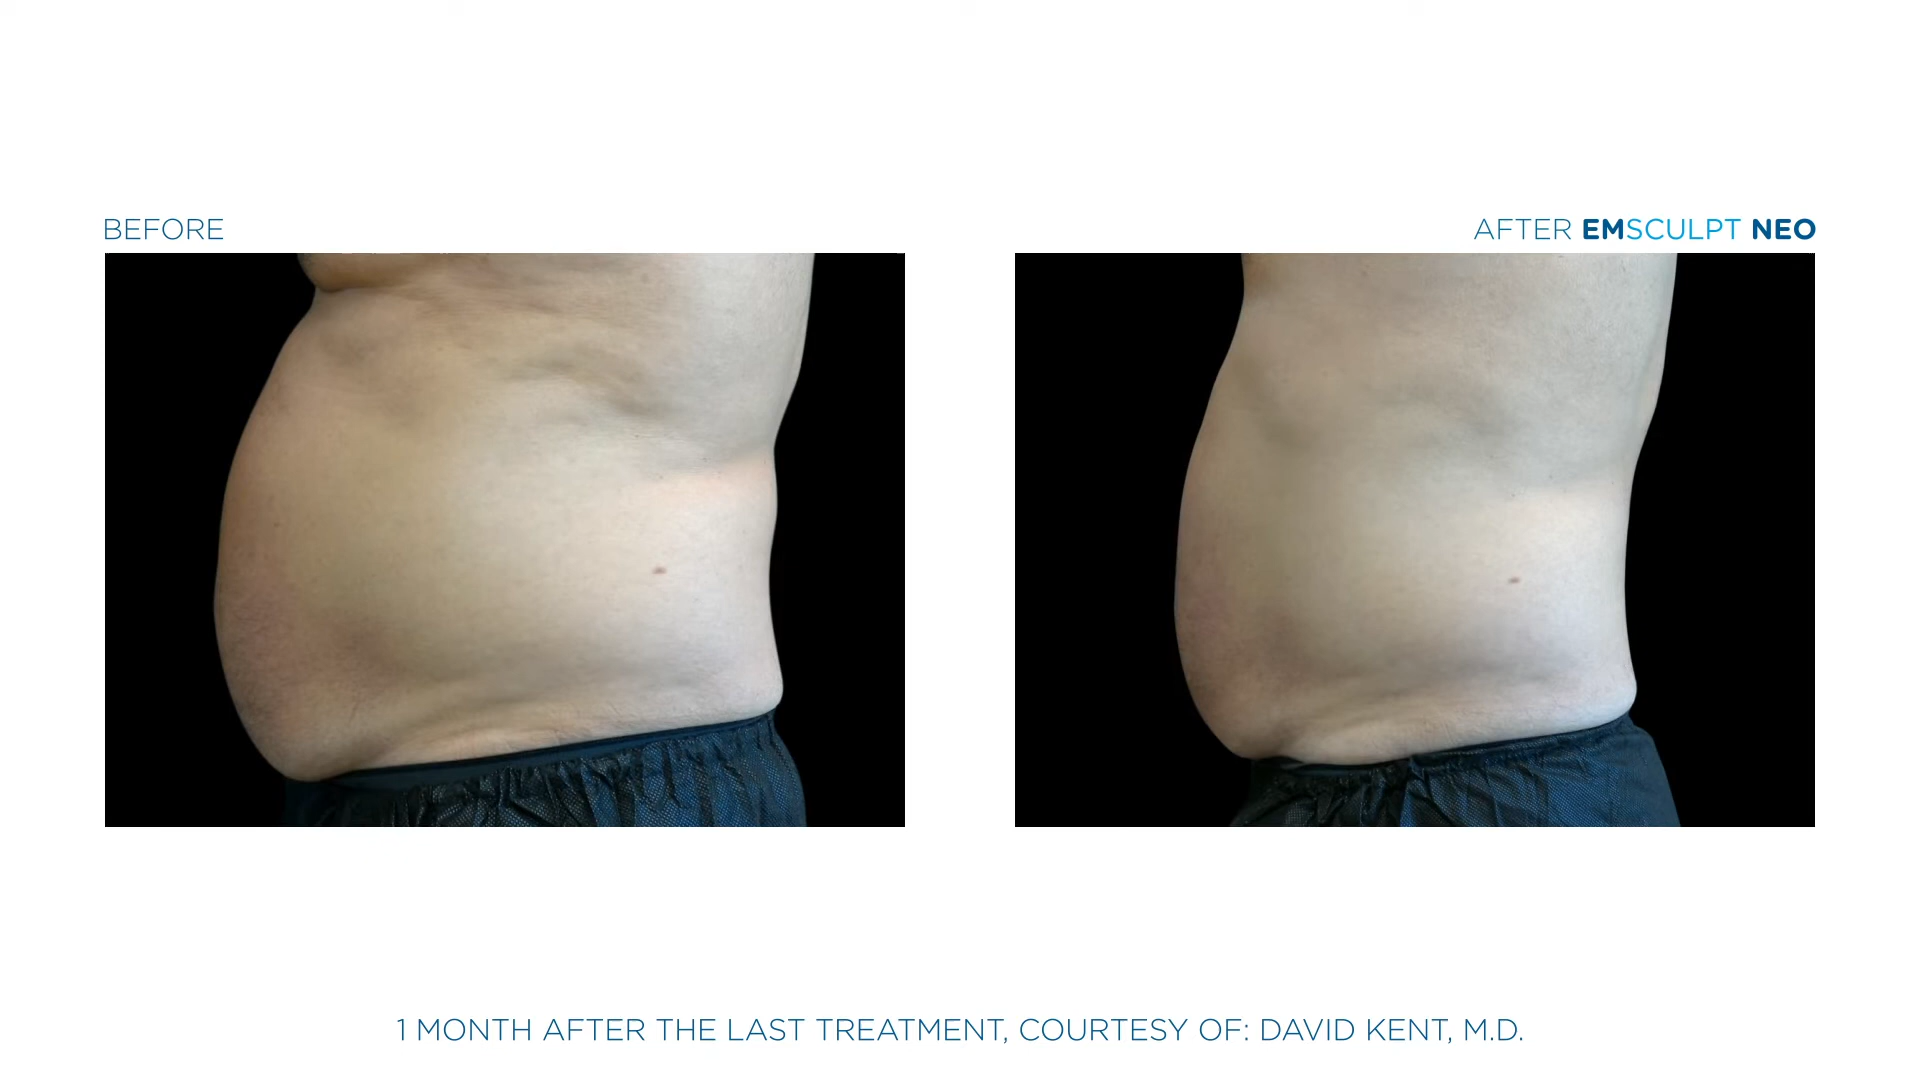 BEFORE
AFTER EMSCULPT NEO
1 MONTH AFTER THE LAST TREATMENT, COURTESY OF: DAVID KENT, M.D.